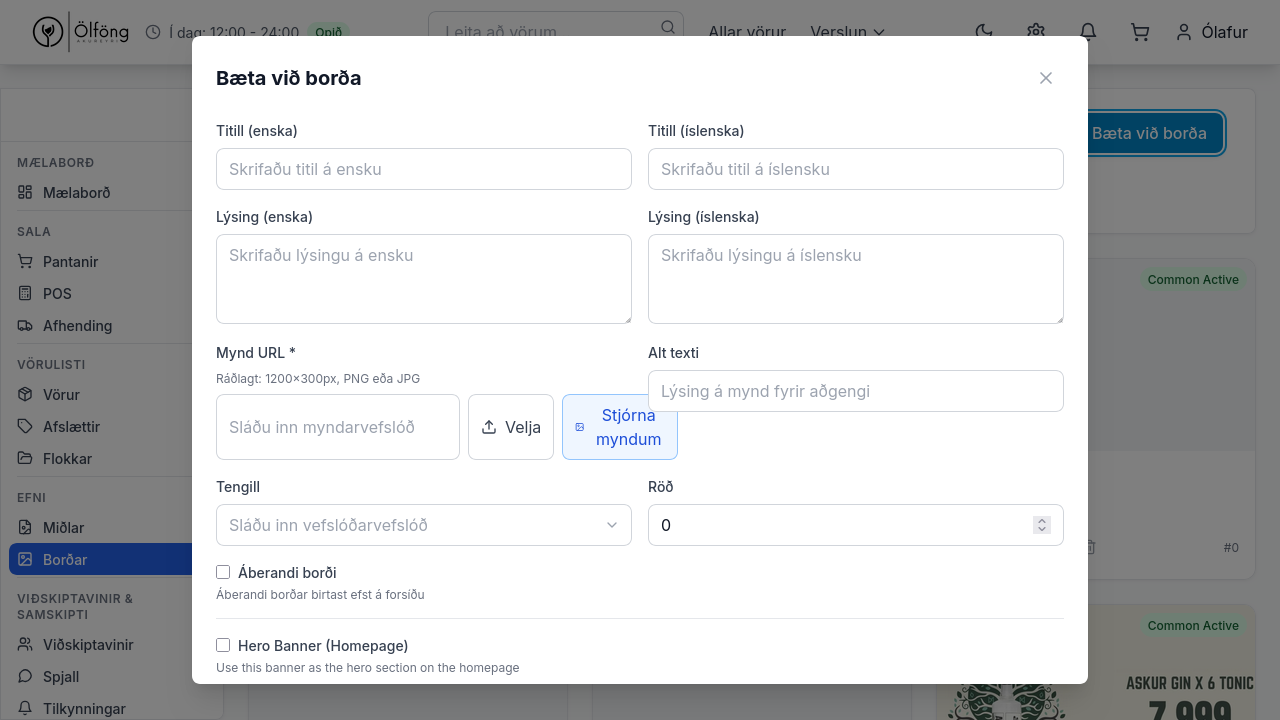 Ölföng
Í dag: 12:00 - 24:00
Opið
Leita að vörum
Allar vörur
Verslun
Ólafur
Bæta við borða
Bæta við borða
MÆLABORÐ
Mælaborð
SALA
Pantanir
POS
Afhending
VÖRULISTI
Vörur
Afslættir
Flokkar
EFNI
Miðlar
Borðar
VIÐSKIPTAVINIR &
SAMSKIPTI
Viðskiptavinir
Spjall
Tilkynningar
Titill (enska)
Skrifaðu titil á ensku
Titill (íslenska)
Skrifaðu titil á íslensku
Lýsing (enska)
Skrifaðu lýsingu á ensku
Lýsing (íslenska)
Skrifaðu lýsingu á íslensku
Mynd URL *
Ráðlagt: 1200×300px, PNG eða JPG
Sláðu inn myndarvefslóð
Velja
Stjórna
myndum
Alt texti
Lýsing á mynd fyrir aðgengi
Tengill
Sláðu inn vefslóðarvefslóð
Röð
0
Áberandi borði
Áberandi borðar birtast efst á forsíðu
Hero Banner (Homepage)
Use this banner as the hero section on the homepage
Common Active
#0
Common Active
ASKUR GIN X 6 TONIC
7.999